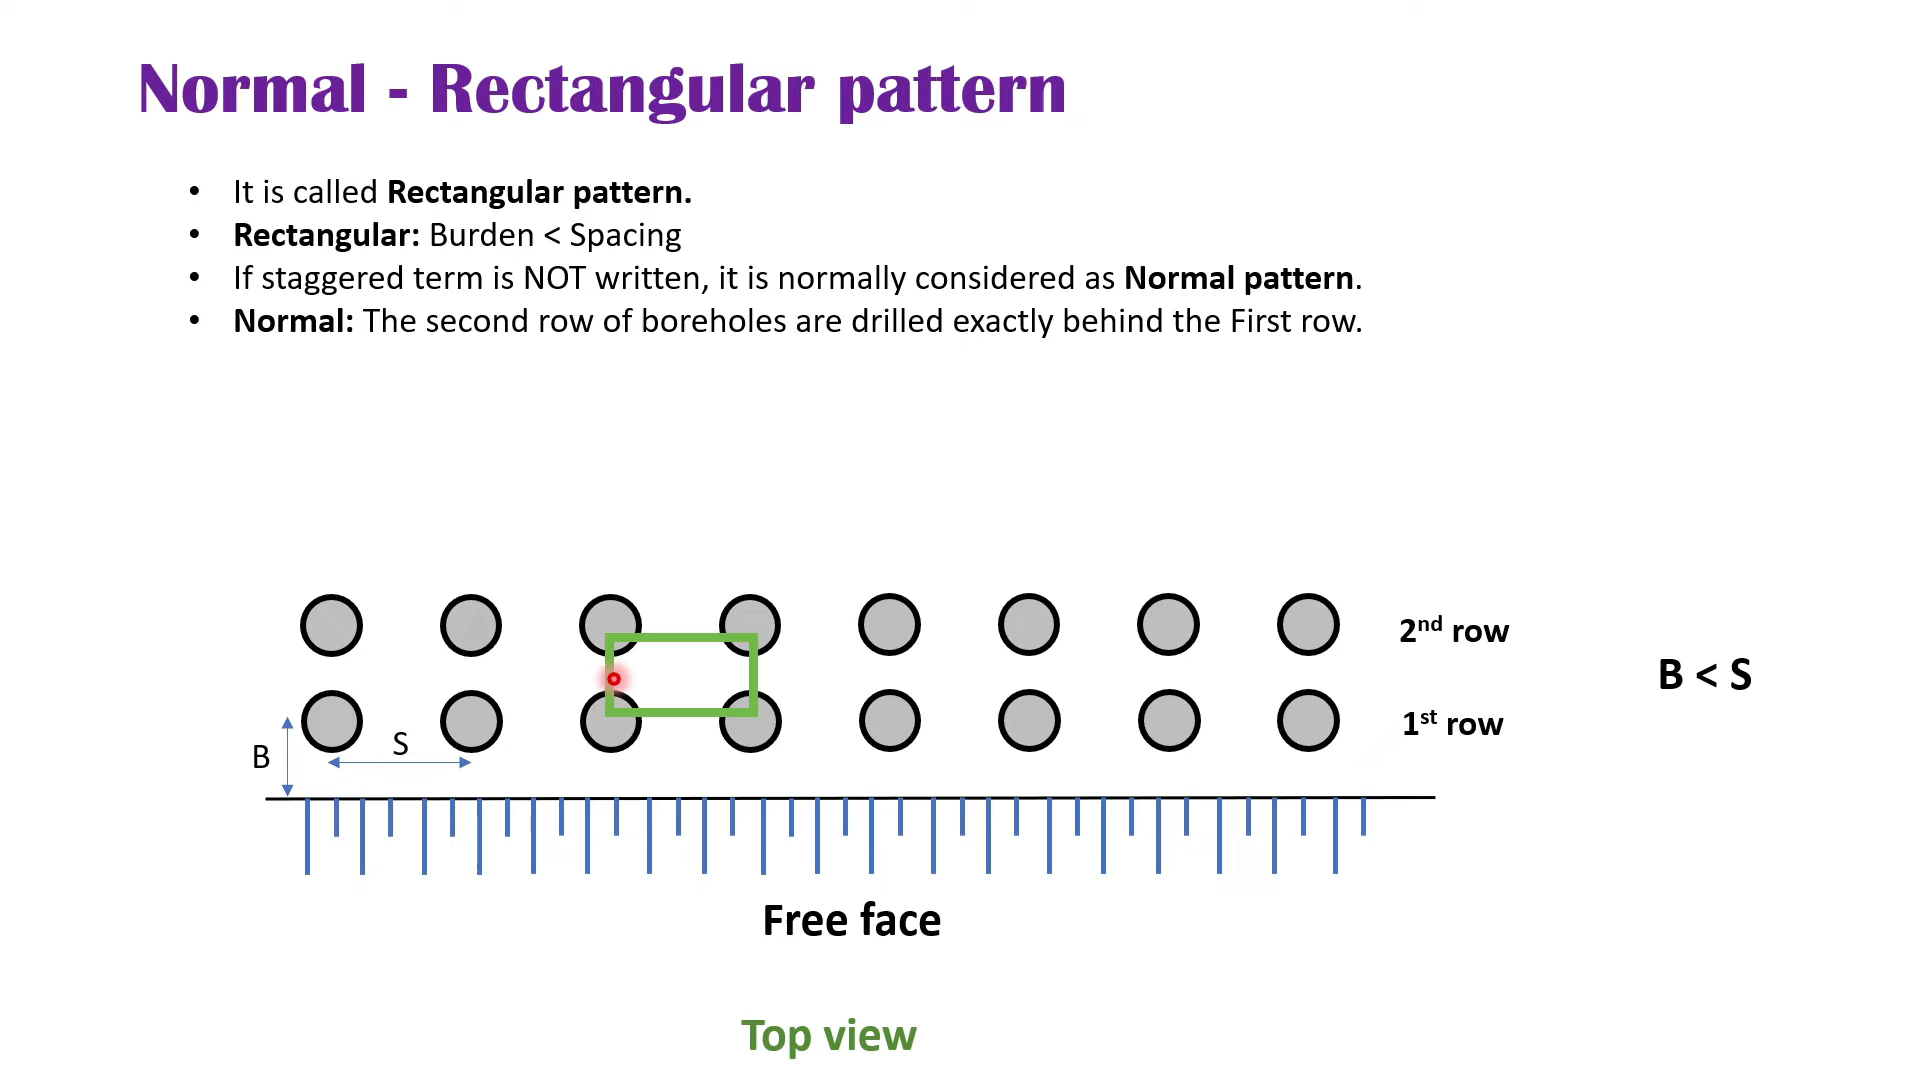 Normal - Rectangular pattern
• It is called Rectangular pattern.
• Rectangular: Burden < Spacing
• If staggered term is NOT written, it is normally considered as Normal pattern.
• Normal: The second row of boreholes are drilled exactly behind the First row.
2nd row
B < S
1st row
S
B
Free face
Top view